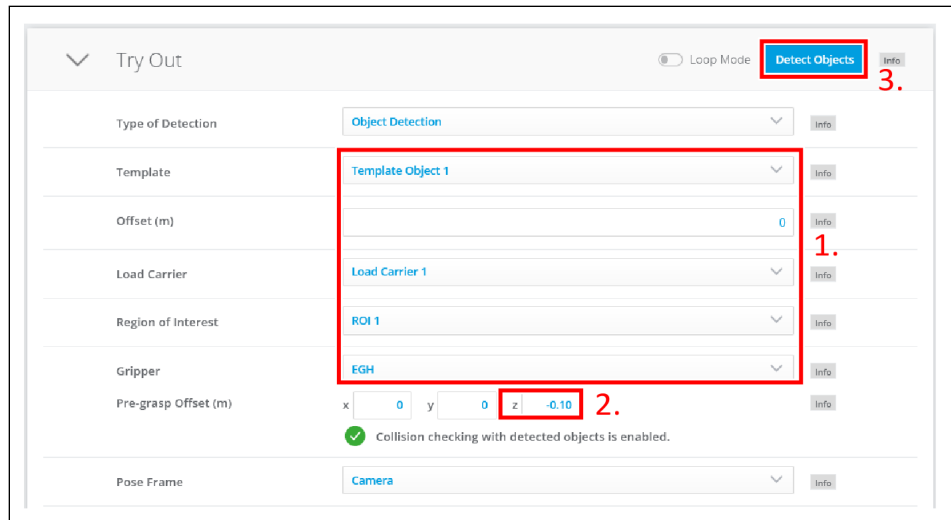 Try Out
Loop Mode
Detect Objects
Info
3.
Type of Detection
Object Detection
Info
Template
Template Object 1
Info
Offset (m)
0
Info
1.
Load Carrier
Load Carrier 1
Info
Region of Interest
ROI 1
Info
Gripper
EGH
Info
Pre-grasp Offset (m)
x 0 y 0 z -0.10
2.
Info
Collision checking with detected objects is enabled.
Pose Frame
Camera
Info